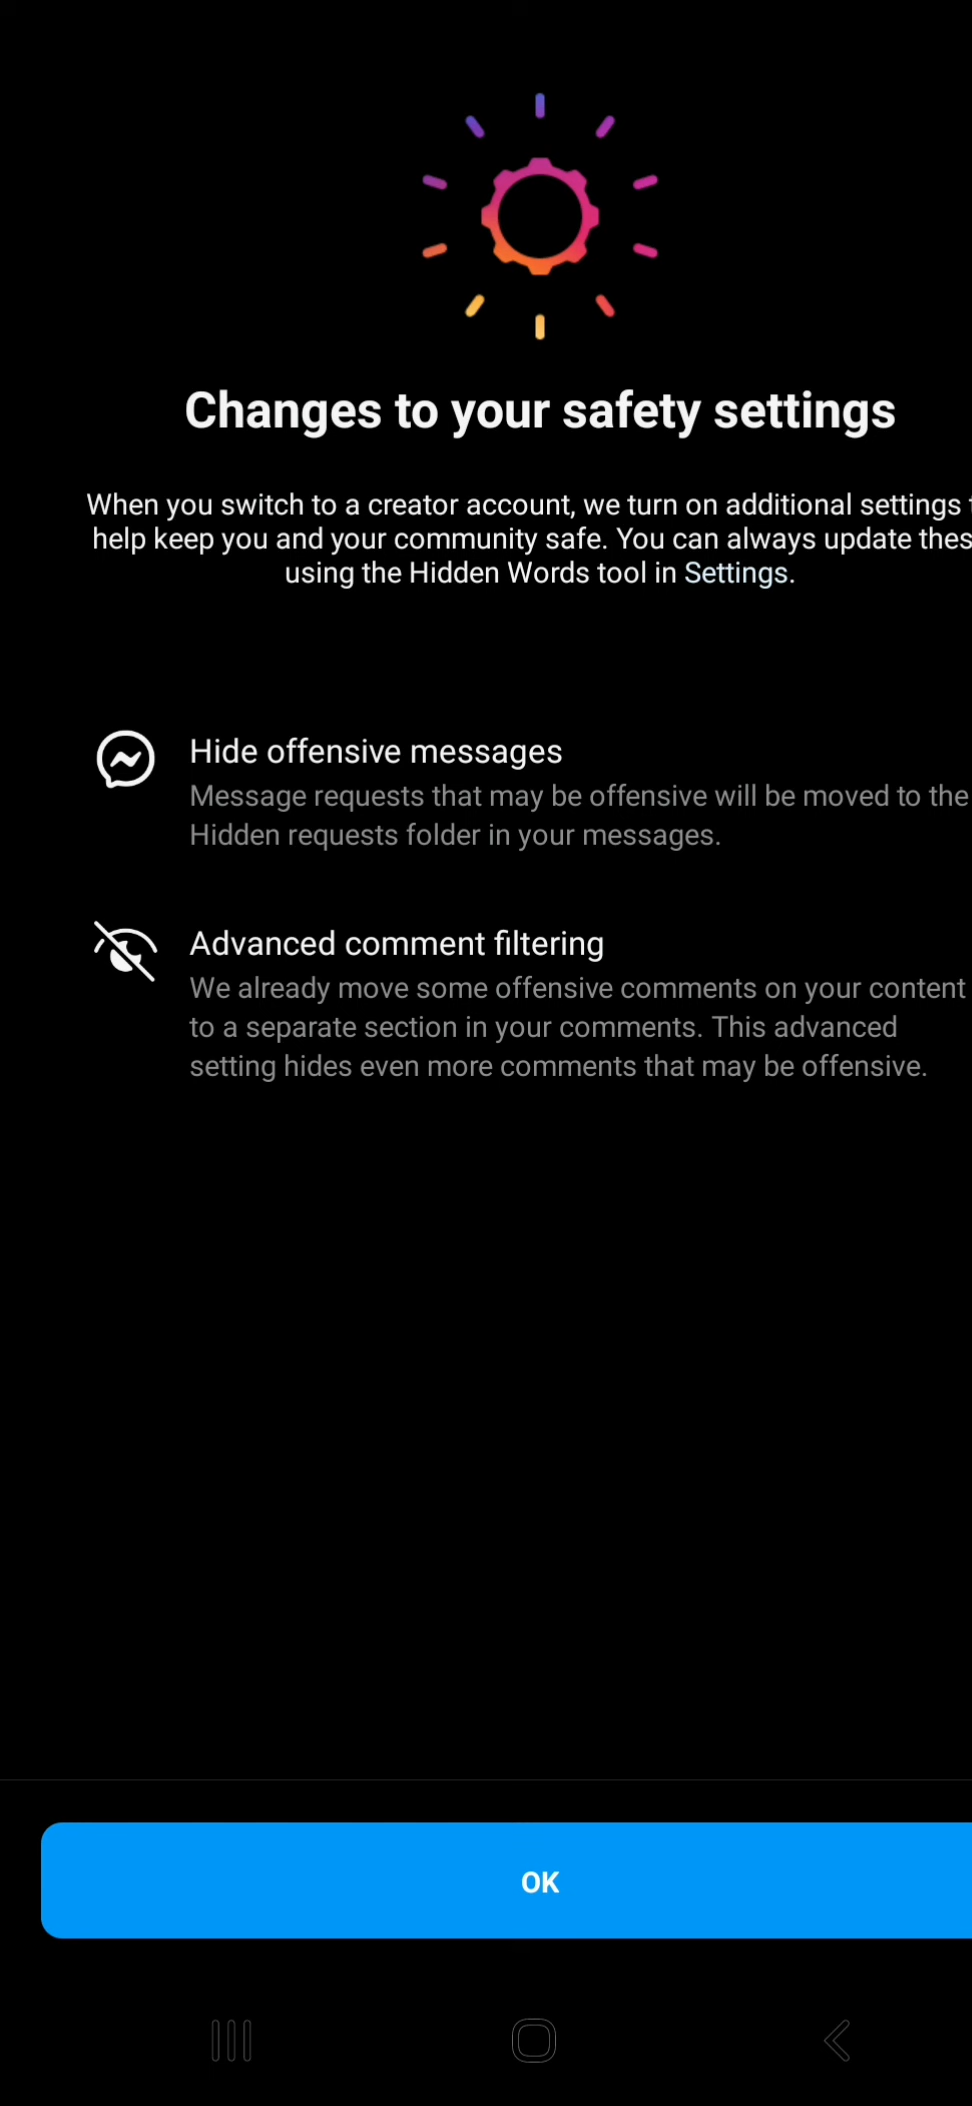 Changes to your safety settings
When you switch to a creator account, we turn on additional settings
help keep you and your community safe. You can always update thes
using the Hidden Words tool in Settings.
Hide offensive messages
Message requests that may be offensive will be moved to the
Hidden requests folder in your messages.
Advanced comment filtering
We already move some offensive comments on your content
to a separate section in your comments. This advanced
setting hides even more comments that may be offensive.
OK